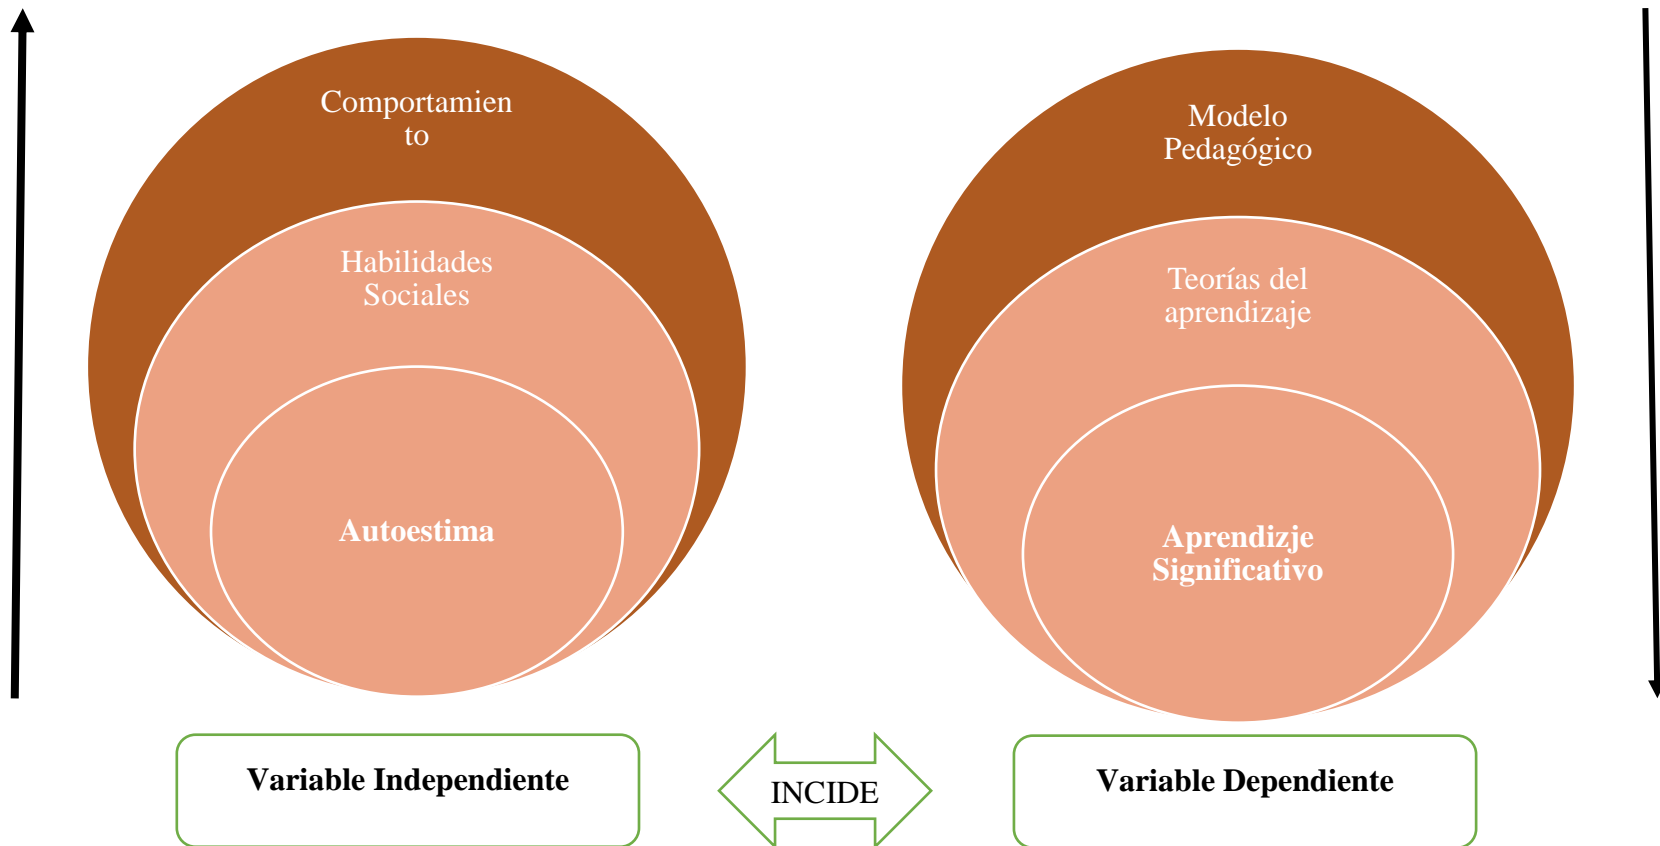 Comportamien
to
Habilidades
Sociales
Autoestima
Modelo
Pedagógico
Teorías del
aprendizaje
Aprendizje
Significativo
Variable Independiente
INCIDE
Variable Dependiente